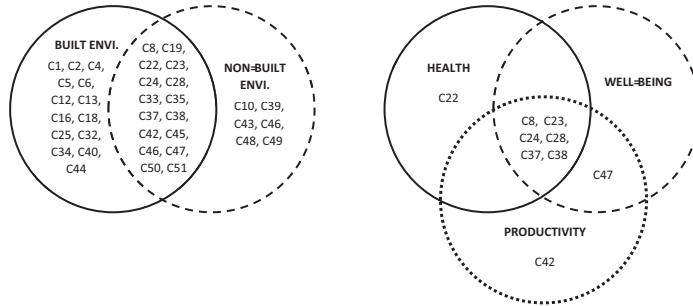 BUILT ENVI.
C1, C2, C4,
C5, C6,
C12, C13,
C16, C18,
C25, C32,
C34, C40,
C44
C8, C19,
C22, C23,
C24, C28,
C33, C35,
C37, C38,
C42, C45,
C46, C47,
C50, C51
NON=BUILT
ENVI.
C10, C39,
C43, C46,
C48, C49
HEALTH
C22
WELL=BEING
C8, C23,
C24, C28,
C37, C38
C47
PRODUCTIVITY
C42